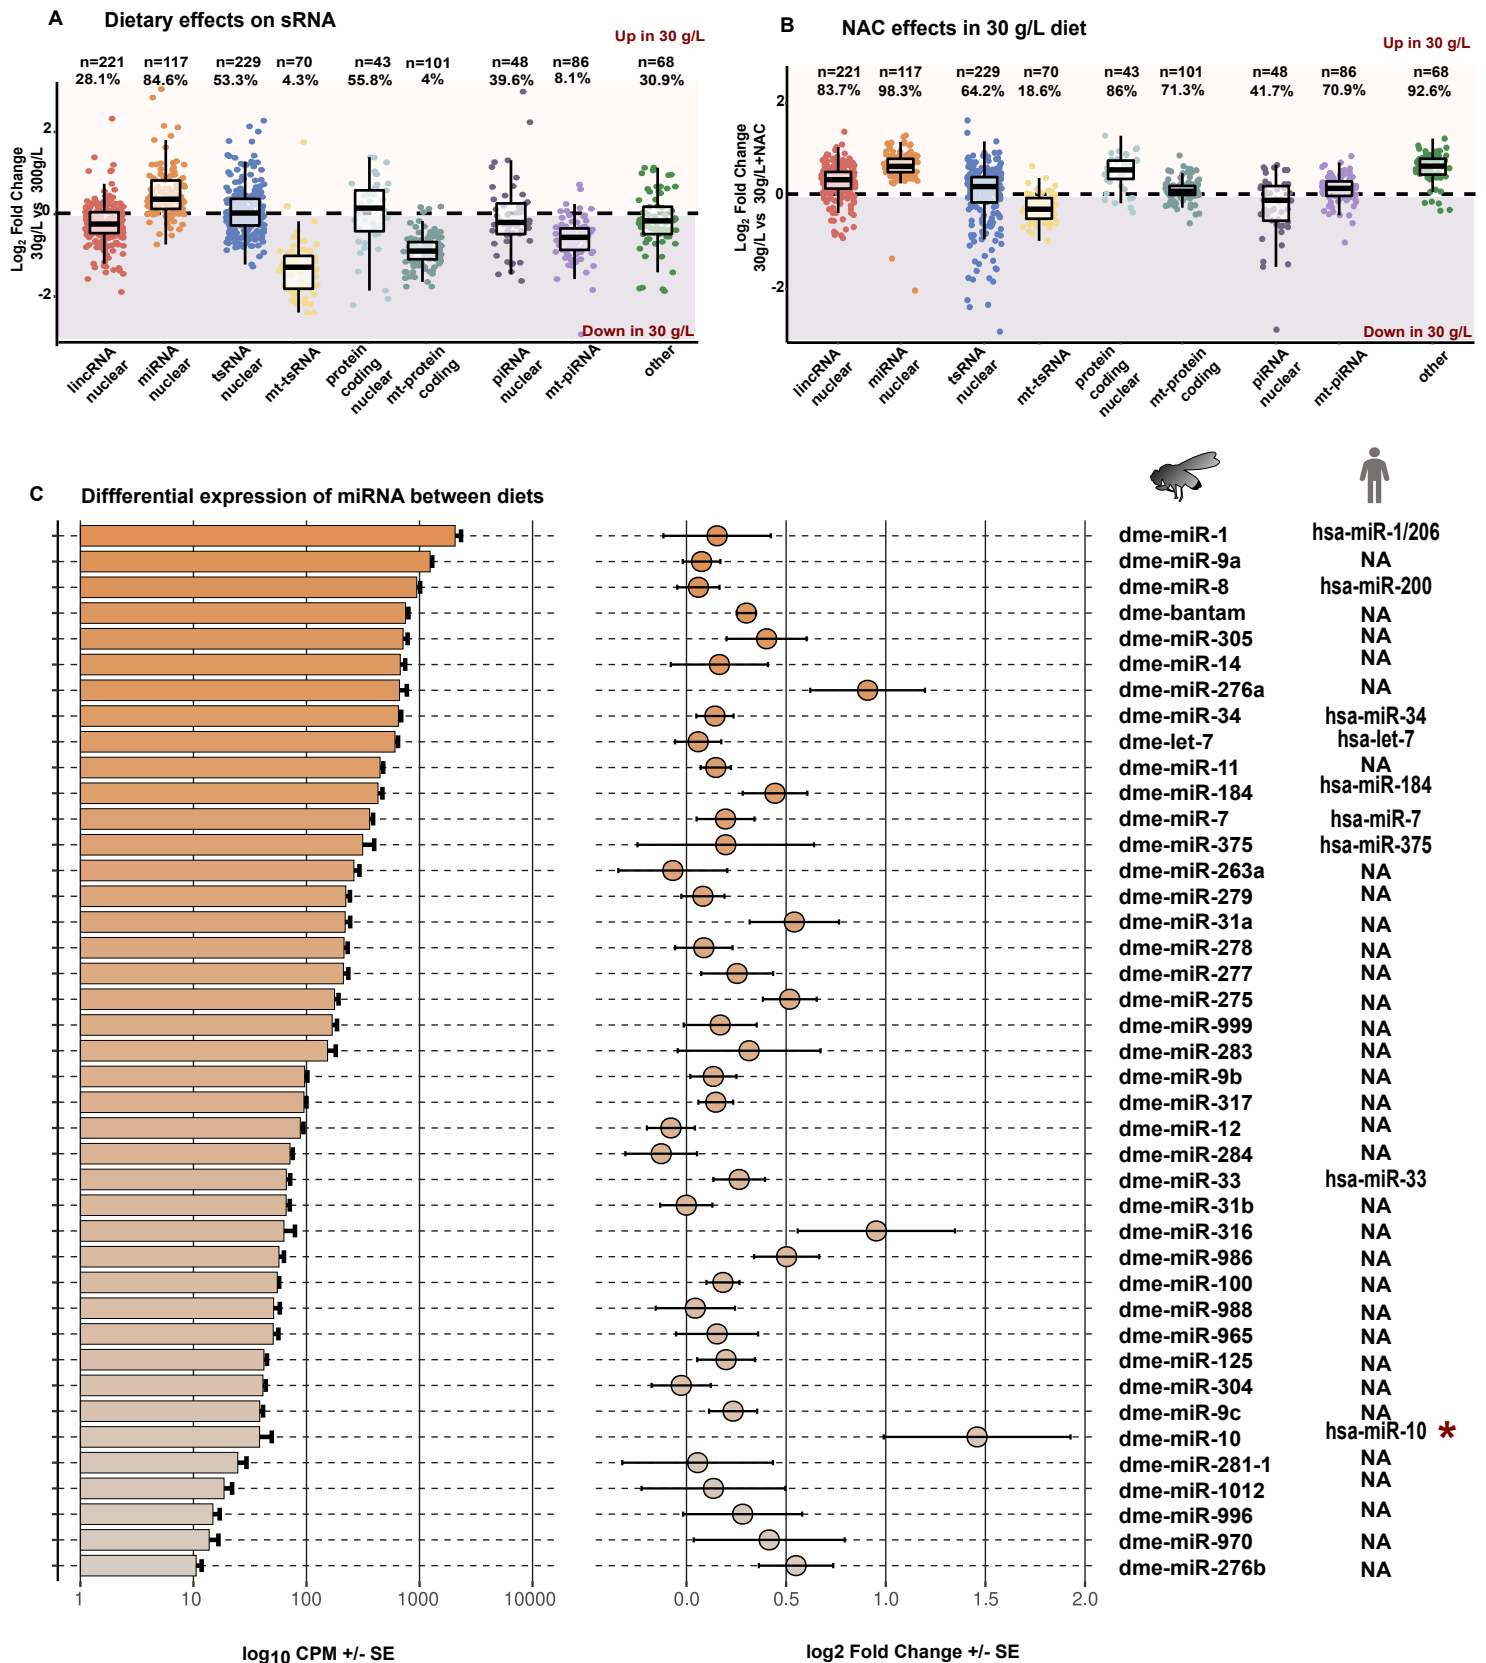 A
Dietary effects on sRNA
Up in 30 g/L
n=221 n=117 n=229 n=70 n=43 n=101 n=48 n=86 n=68
28.1% 84.6% 53.3% 4.3% 55.8% 4% 39.6% 8.1% 30.9%
Log2 Fold Change
30g/L vs 300g/L
2
0
-2
Down in 30 g/L
lincRNA
nuclear
miRNA
nuclear
tsRNA
nuclear
mt-tsRNA
protein
coding
nuclear
mt-protein
coding
piRNA
nuclear
mt-piRNA
other
B
NAC effects in 30 g/L diet
Up in 30 g/L
n=221 n=117 n=229 n=70 n=43 n=101 n=48 n=86 n=68
83.7% 98.3% 64.2% 18.6% 86% 71.3% 41.7% 70.9% 92.6%
Log2 Fold Change
30g/L vs 30g/L+NAC
2
0
-2
Down in 30 g/L
lincRNA
nuclear
miRNA
nuclear
tsRNA
nuclear
mt-tsRNA
protein
coding
nuclear
mt-protein
coding
piRNA
nuclear
mt-piRNA
other
C
Diffferential expression of miRNA between diets
dme-miR-1 hsa-miR-1/206
dme-miR-9a NA
dme-miR-8 hsa-miR-200
dme-bantam NA
dme-miR-305 NA
dme-miR-14 NA
dme-miR-276a NA
dme-miR-34 hsa-miR-34
dme-let-7 hsa-let-7
dme-miR-11 NA
dme-miR-184 hsa-miR-184
dme-miR-7 hsa-miR-7
dme-miR-375 hsa-miR-375
dme-miR-263a NA
dme-miR-279 NA
dme-miR-31a NA
dme-miR-278 NA
dme-miR-277 NA
dme-miR-275 NA
dme-miR-999 NA
dme-miR-283 NA
dme-miR-9b NA
dme-miR-317 NA
dme-miR-12 NA
dme-miR-284 NA
dme-miR-33 hsa-miR-33
dme-miR-31b NA
dme-miR-316 NA
dme-miR-986 NA
dme-miR-100 NA
dme-miR-988 NA
dme-miR-965 NA
dme-miR-125 NA
dme-miR-304 NA
dme-miR-9c NA
dme-miR-10 hsa-miR-10 *
dme-miR-281-1 NA
dme-miR-1012 NA
dme-miR-996 NA
dme-miR-970 NA
dme-miR-276b NA
1 10 100 1000 10000
0.0 0.5 1.0 1.5 2.0
log10 CPM +/- SE
log2 Fold Change +/- SE